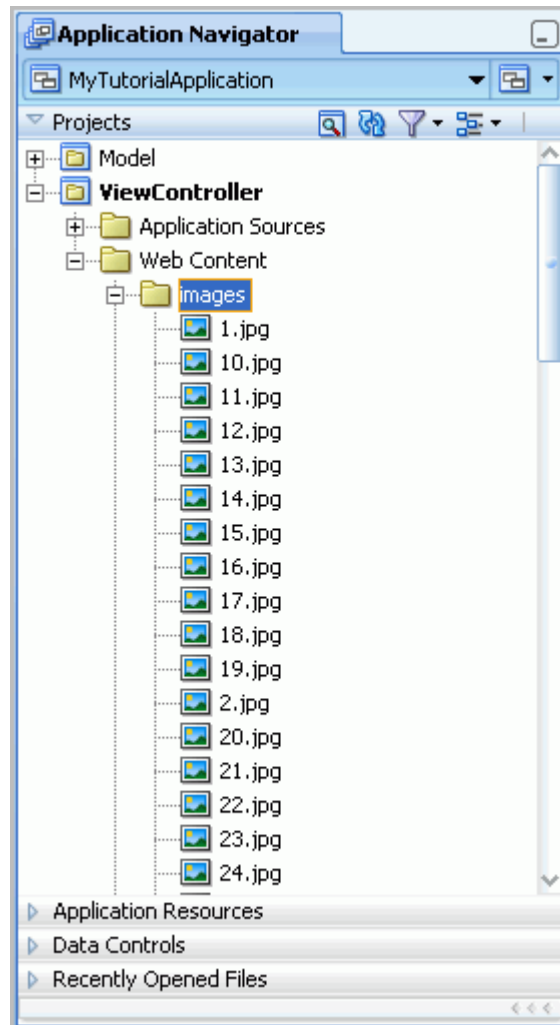 Application Navigator
MyTutorialApplication
Projects
Model
ViewController
Application Sources
Web Content
images
1.jpg
10.jpg
11.jpg
12.jpg
13.jpg
14.jpg
15.jpg
16.jpg
17.jpg
18.jpg
19.jpg
2.jpg
20.jpg
21.jpg
22.jpg
23.jpg
24.jpg
Application Resources
Data Controls
Recently Opened Files